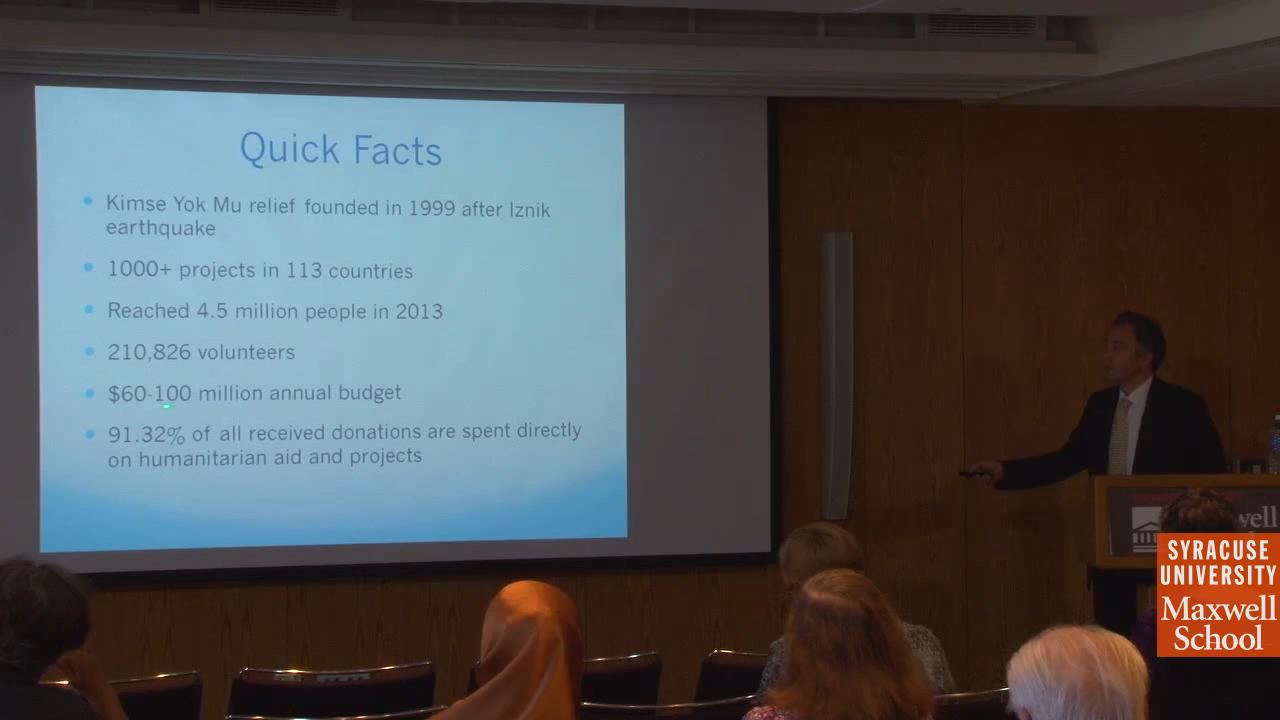 Quick Facts
Kimse Yok Mu relief founded in 1999 after Iznik
earthquake
1000+ projects in 113 countries
Reached 4.5 million people in 2013
210,826 volunteers
$60-100 million annual budget
91.32% of all received donations are spent directly
on humanitarian aid and projects
SYRACUSE
UNIVERSITY
Maxwell
School